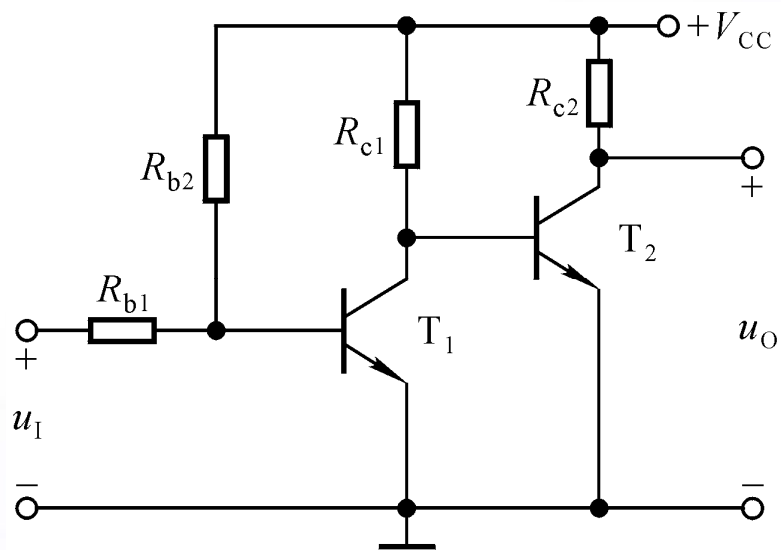 +V_CC
R_c2
R_c1
R_b2
T_2
R_b1
+
+
T_1
u_O
u_I
−
−